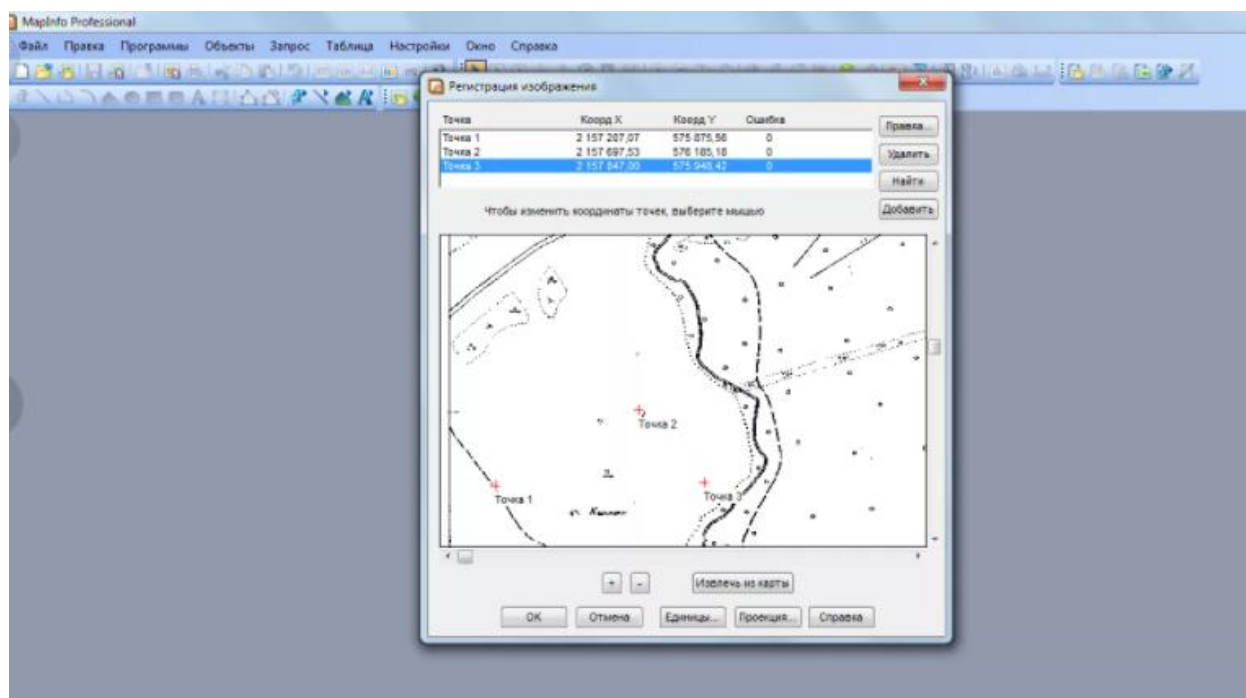 MapInfo Professional
Файл Правка Программы Объекты Запрос Таблица Настройки Окно Справка
Регистрация изображения
Точка Коорд X Коорд Y Ошибка
Точка 1 2 157 207,07 575 875,56 0
Точка 2 2 157 697,53 576 185,18 0
Точка 3 2 157 847,00 575 948,42 0
Правка...
Удалить
Найти
Добавить
Чтобы изменить координаты точек, выберите мышью
Точка 2
Точка 1
Точка 3
+ - Извлечь из карты
ОК Отмена Единицы... Проекция... Справка